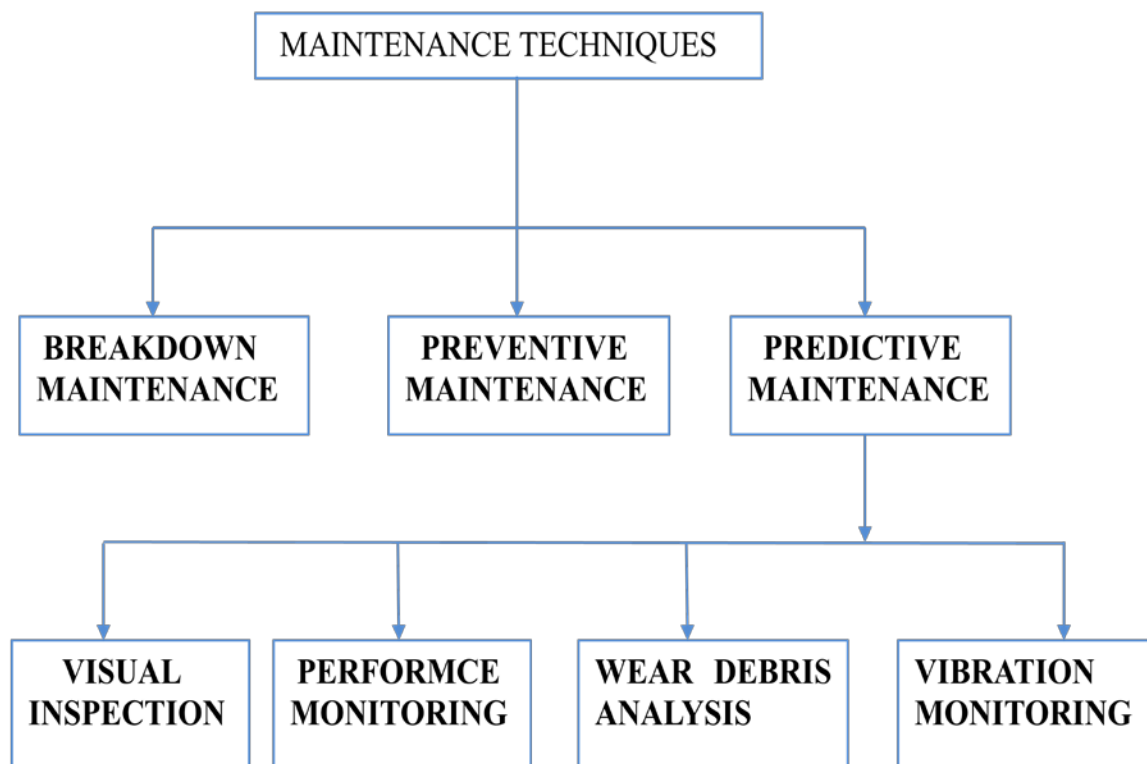 MAINTENANCE TECHNIQUES
BREAKDOWN
MAINTENANCE
PREVENTIVE
MAINTENANCE
PREDICTIVE
MAINTENANCE
VISUAL
INSPECTION
PERFORMCE
MONITORING
WEAR DEBRIS
ANALYSIS
VIBRATION
MONITORING